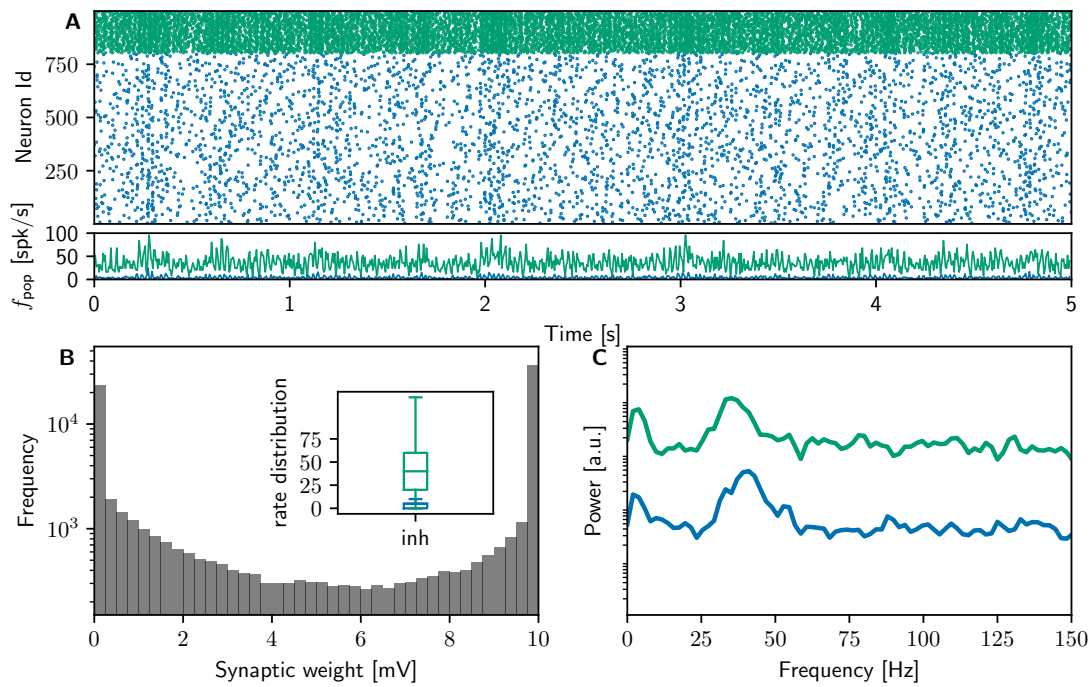 A
Neuron Id
750
500
250
f_pop [spk/s]
100
50
0
0 1 2 3 4 5
Time [s]
B
Frequency
10^4
10^3
rate distribution
75
50
25
0
inh
0 2 4 6 8 10
Synaptic weight [mV]
C
Power [a.u.]
0 25 50 75 100 125 150
Frequency [Hz]